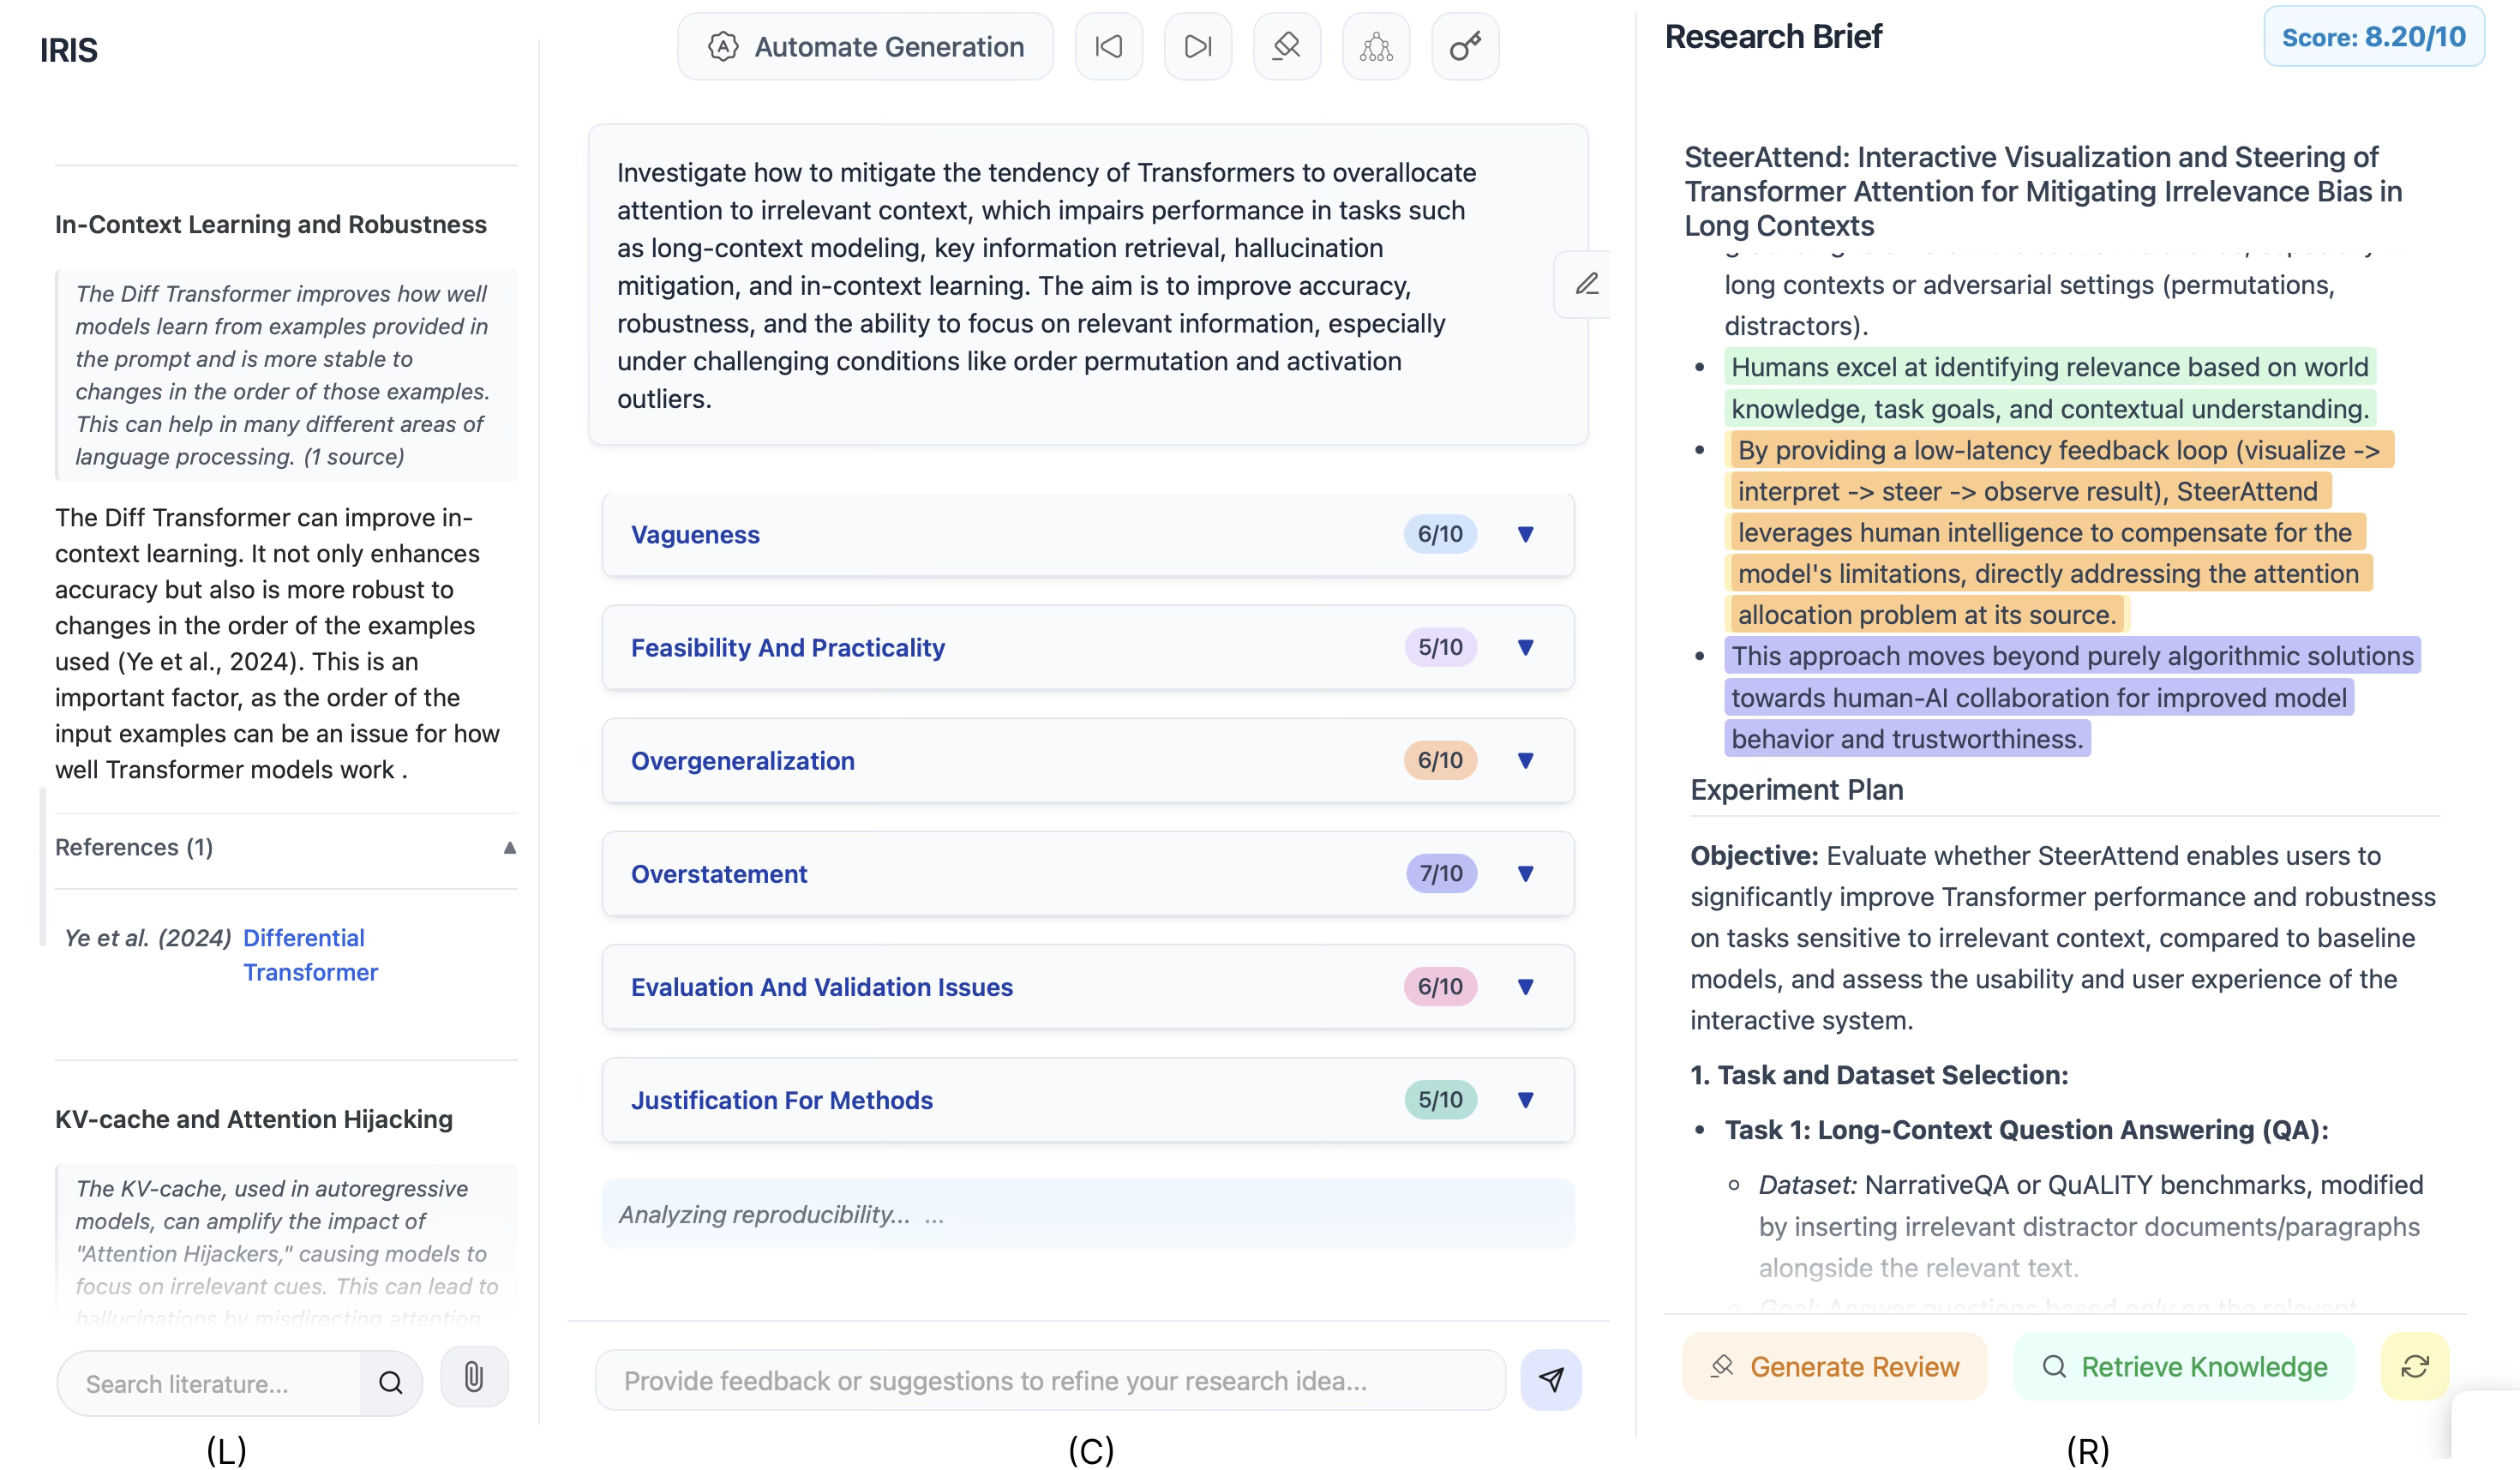 IRIS
In-Context Learning and Robustness
The Diff Transformer improves how well
models learn from examples provided in
the prompt and is more stable to
changes in the order of those examples.
This can help in many different areas of
language processing. (1 source)
The Diff Transformer can improve in-
context learning. It not only enhances
accuracy but also is more robust to
changes in the order of the examples
used (Ye et al., 2024). This is an
important factor, as the order of the
input examples can be an issue for how
well Transformer models work .
References (1) ▲
Ye et al. (2024) Differential
Transformer
KV-cache and Attention Hijacking
The KV-cache, used in autoregressive
models, can amplify the impact of
"Attention Hijackers," causing models to
focus on irrelevant cues. This can lead to
hallucinations by misdirecting attention
Search literature...
(L)
Automate Generation
Investigate how to mitigate the tendency of Transformers to overallocate
attention to irrelevant context, which impairs performance in tasks such
as long-context modeling, key information retrieval, hallucination
mitigation, and in-context learning. The aim is to improve accuracy,
robustness, and the ability to focus on relevant information, especially
under challenging conditions like order permutation and activation
outliers.
Vagueness 6/10 ▼
Feasibility And Practicality 5/10 ▼
Overgeneralization 6/10 ▼
Overstatement 7/10 ▼
Evaluation And Validation Issues 6/10 ▼
Justification For Methods 5/10 ▼
Analyzing reproducibility... ...
Provide feedback or suggestions to refine your research idea...
(C)
Research Brief
Score: 8.20/10
SteerAttend: Interactive Visualization and Steering of
Transformer Attention for Mitigating Irrelevance Bias in
Long Contexts
long contexts or adversarial settings (permutations,
distractors).
• Humans excel at identifying relevance based on world
knowledge, task goals, and contextual understanding.
• By providing a low-latency feedback loop (visualize ->
interpret -> steer -> observe result), SteerAttend
leverages human intelligence to compensate for the
model's limitations, directly addressing the attention
allocation problem at its source.
• This approach moves beyond purely algorithmic solutions
towards human-AI collaboration for improved model
behavior and trustworthiness.
Experiment Plan
Objective: Evaluate whether SteerAttend enables users to
significantly improve Transformer performance and robustness
on tasks sensitive to irrelevant context, compared to baseline
models, and assess the usability and user experience of the
interactive system.
1. Task and Dataset Selection:
• Task 1: Long-Context Question Answering (QA):
◦ Dataset: NarrativeQA or QuALITY benchmarks, modified
by inserting irrelevant distractor documents/paragraphs
alongside the relevant text.
◦ Goal: Answer questions based only on the relevant
Generate Review
Retrieve Knowledge
(R)